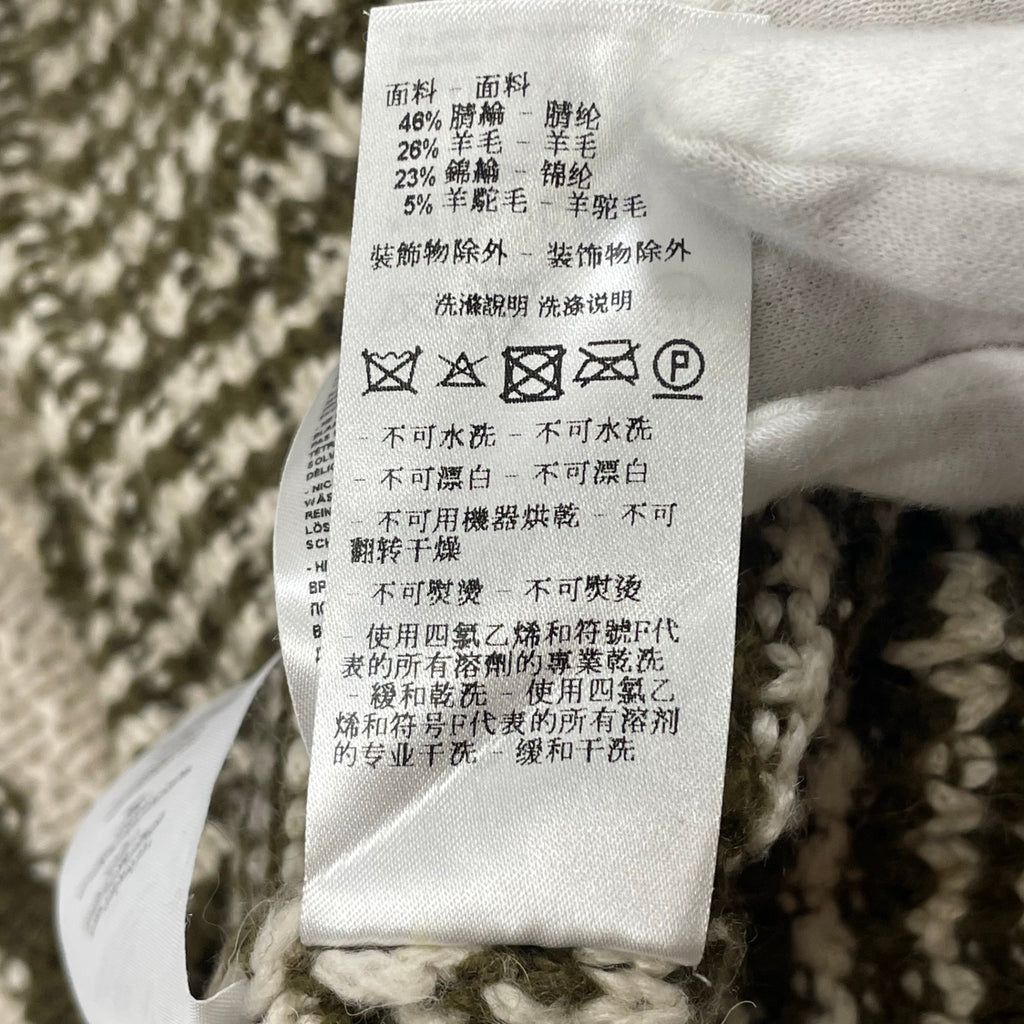 面料 - 面料
46% 腈綸 - 腈纶
26% 羊毛 - 羊毛
23% 錦綸 - 锦纶
5% 羊駝毛 - 羊驼毛
裝飾物除外 - 装饰物除外
洗滌說明 洗涤说明
P
- 不可水洗 - 不可水洗
- 不可漂白 - 不可漂白
- 不可用機器烘乾 - 不可
翻转干燥
不可熨燙 - 不可熨烫
- 使用四氯乙烯和符號F代
表的所有溶劑的專業乾洗
- 緩和乾洗 - 使用四氯乙
烯和符号F代表的所有溶剂
的专业干洗 - 缓和干洗